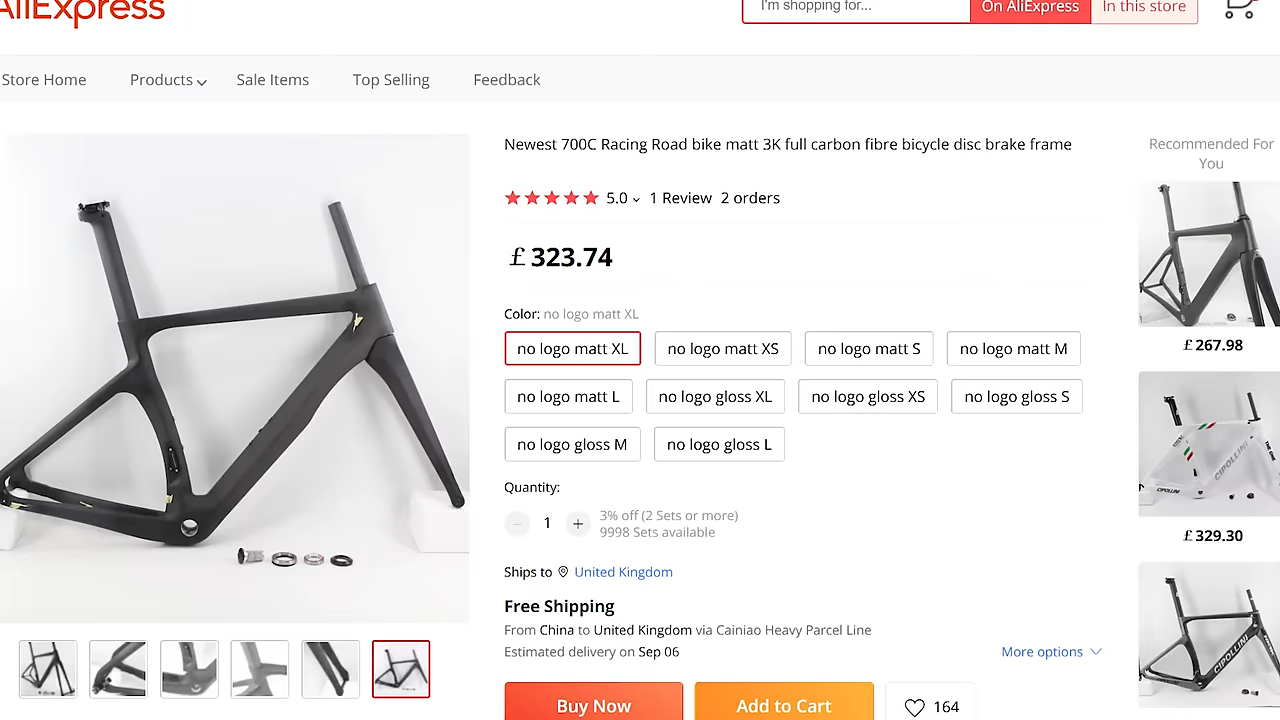 AliExpress
I'm shopping for...
On AliExpress
In this store
Store Home
Products
Sale Items
Top Selling
Feedback
Newest 700C Racing Road bike matt 3K full carbon fibre bicycle disc brake frame
5.0
1 Review
2 orders
£ 323.74
Color: no logo matt XL
no logo matt XL
no logo matt XS
no logo matt S
no logo matt M
no logo matt L
no logo gloss XL
no logo gloss XS
no logo gloss S
no logo gloss M
no logo gloss L
Quantity:
1
3% off (2 Sets or more)
9998 Sets available
Ships to United Kingdom
Free Shipping
From China to United Kingdom via Cainiao Heavy Parcel Line
Estimated delivery on Sep 06
More options
Buy Now
Add to Cart
164
Recommended For
You
£ 267.98
CIPOLLINI
CIPOLLINI
£ 329.30
CIPOLLINI